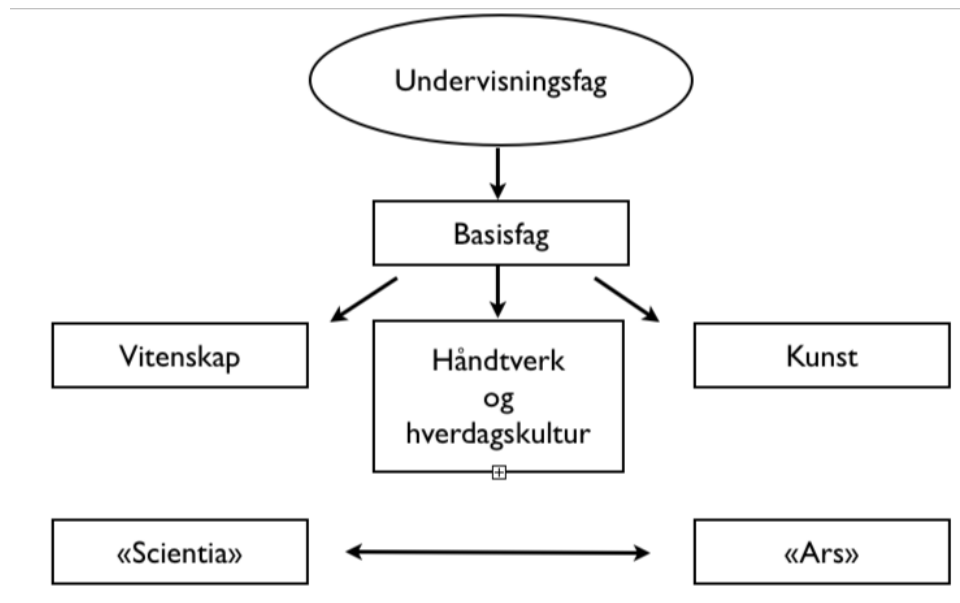 Undervisningsfag
Basisfag
Vitenskap
Håndtverk
og
hverdagskultur
Kunst
«Scientia»
«Ars»